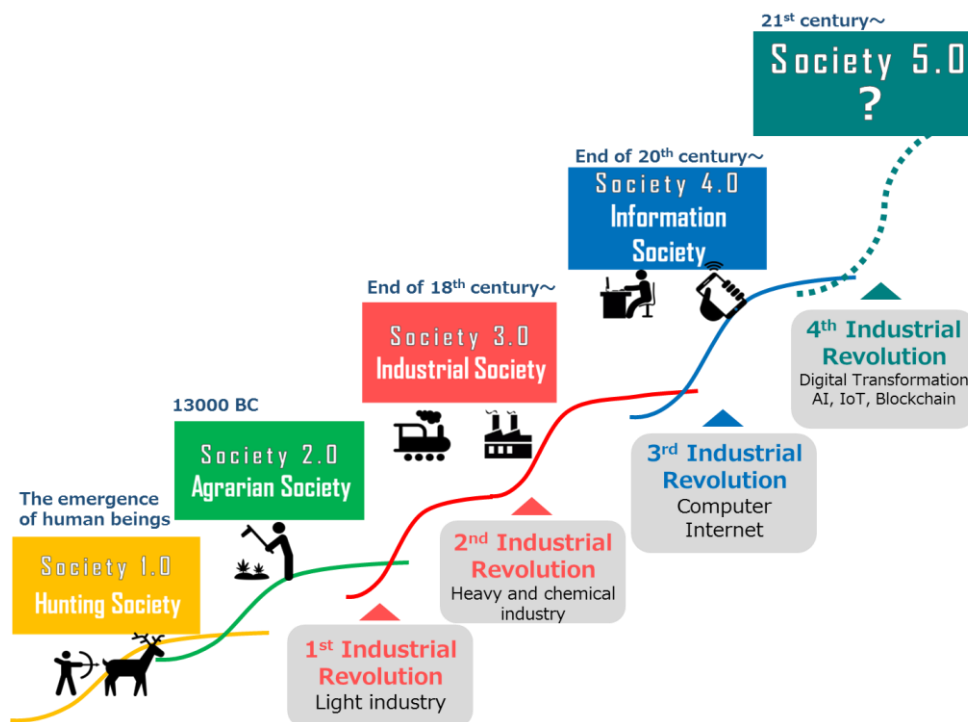 21st century~
Society 5.0
?
End of 20th century~
Society 4.0
Information
Society
End of 18th century~
Society 3.0
Industrial Society
13000 BC
Society 2.0
Agrarian Society
The emergence
of human beings
Society 1.0
Hunting Society
1st Industrial
Revolution
Light industry
2nd Industrial
Revolution
Heavy and chemical
industry
3rd Industrial
Revolution
Computer
Internet
4th Industrial
Revolution
Digital Transformation
AI, IoT, Blockchain